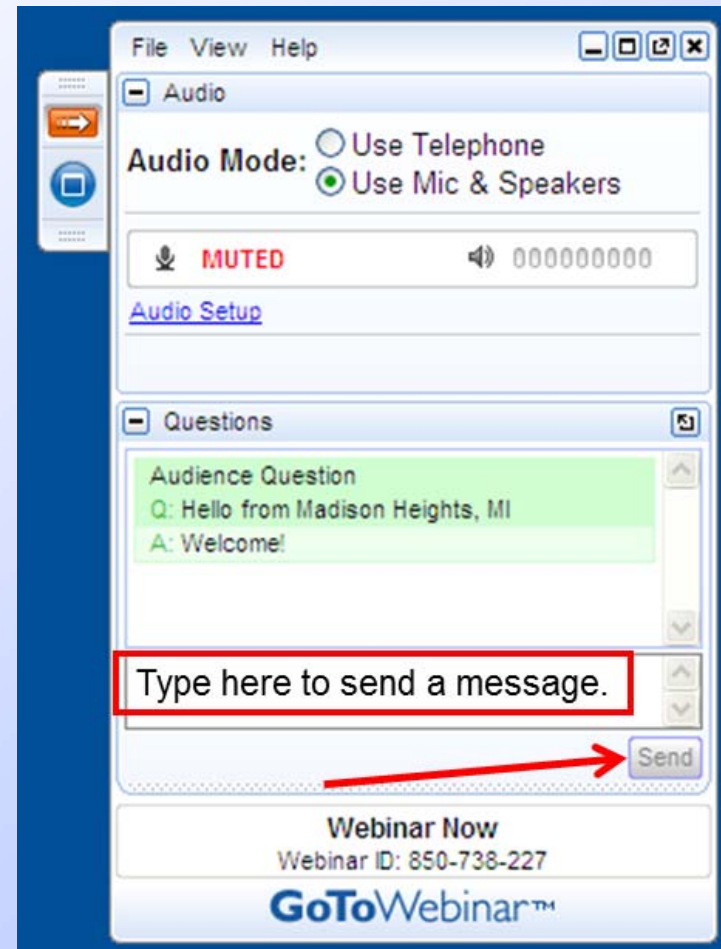 File View Help
Audio
Audio Mode: Use Telephone
Use Mic & Speakers
MUTED 000000000
Audio Setup
Questions
Audience Question
Q: Hello from Madison Heights, MI
A: Welcome!
Type here to send a message.
Send
Webinar Now
Webinar ID: 850-738-227
GoToWebinar™